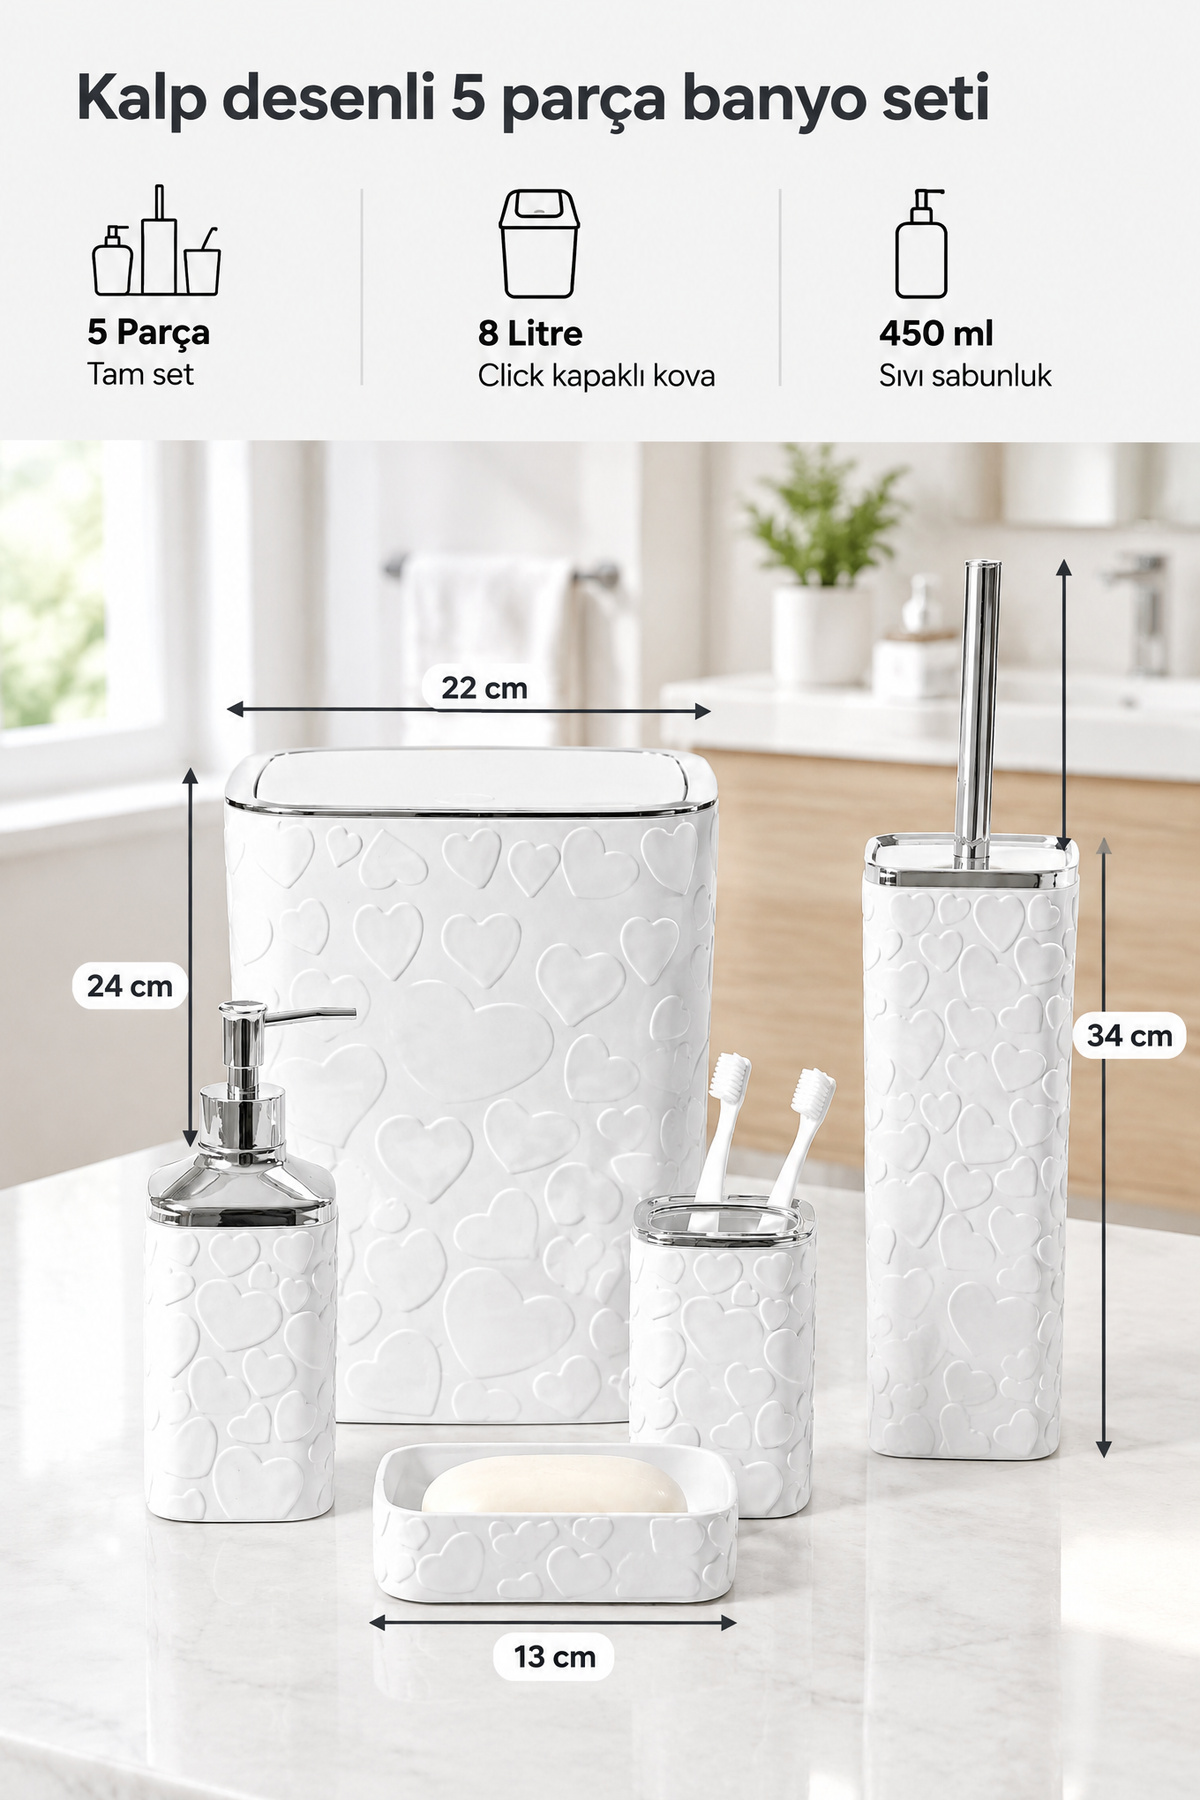 Kalp desenli 5 parça banyo seti
5 Parça
Tam set
8 Litre
Click kapaklı kova
450 ml
Sıvı sabunluk
22 cm
24 cm
34 cm
13 cm